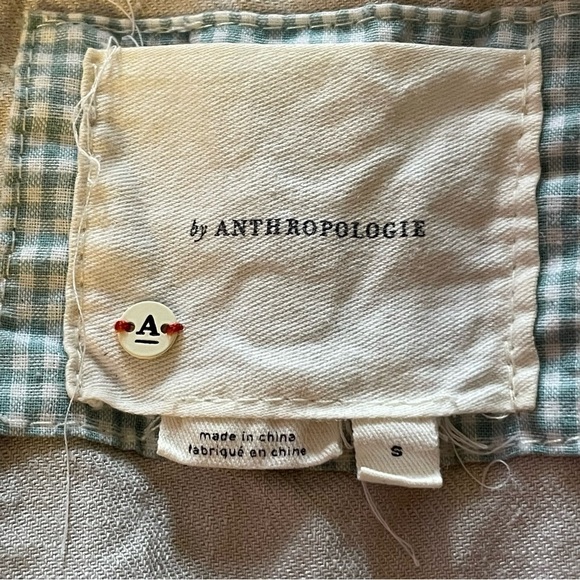 by ANTHROPOLOGIE
A
made in china
fabriqué en chine
S